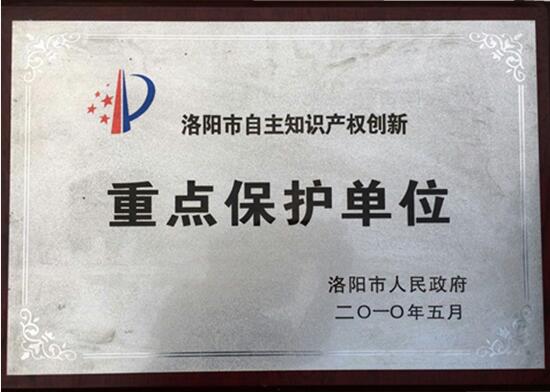 洛阳市自主知识产权创新
重点保护单位
洛阳市人民政府
二〇一〇年五月